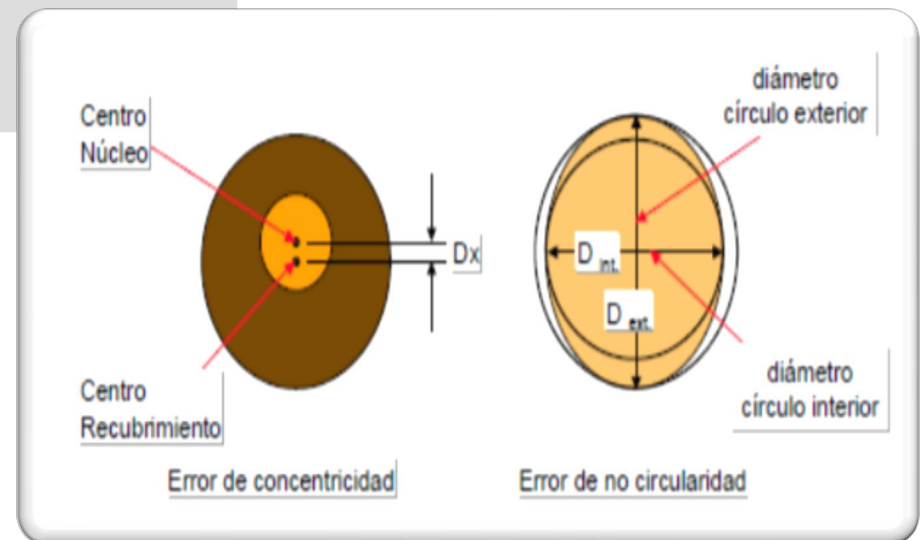 Centro
Núcleo
Dx
Centro
Recubrimiento
Error de concentricidad
diámetro
círculo exterior
D int.
D ext.
diámetro
círculo interior
Error de no circularidad